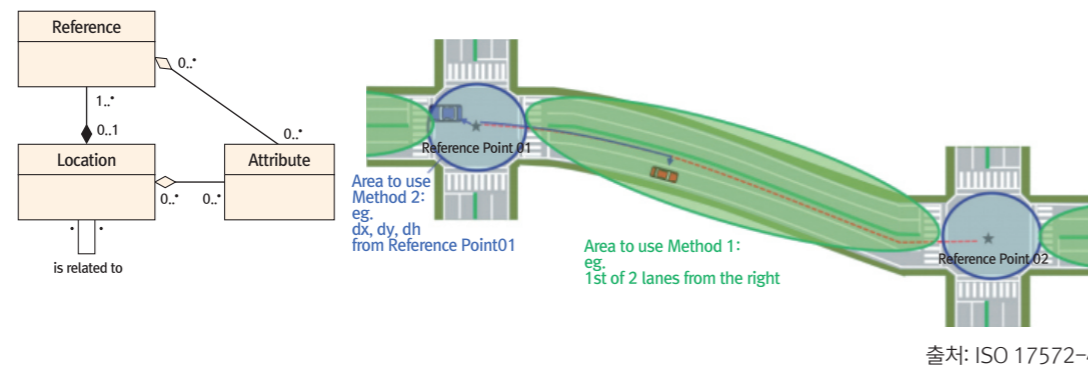 Reference
0..*
1..*
0..1
0..*
Location
Attribute
0..*
0..*
*
*
is related to
Reference Point 01
Area to use
Method 2:
eg.
dx, dy, dh
from Reference Point01
Area to use Method 1:
eg.
1st of 2 lanes from the right
Reference Point 02
출처: ISO 17572-